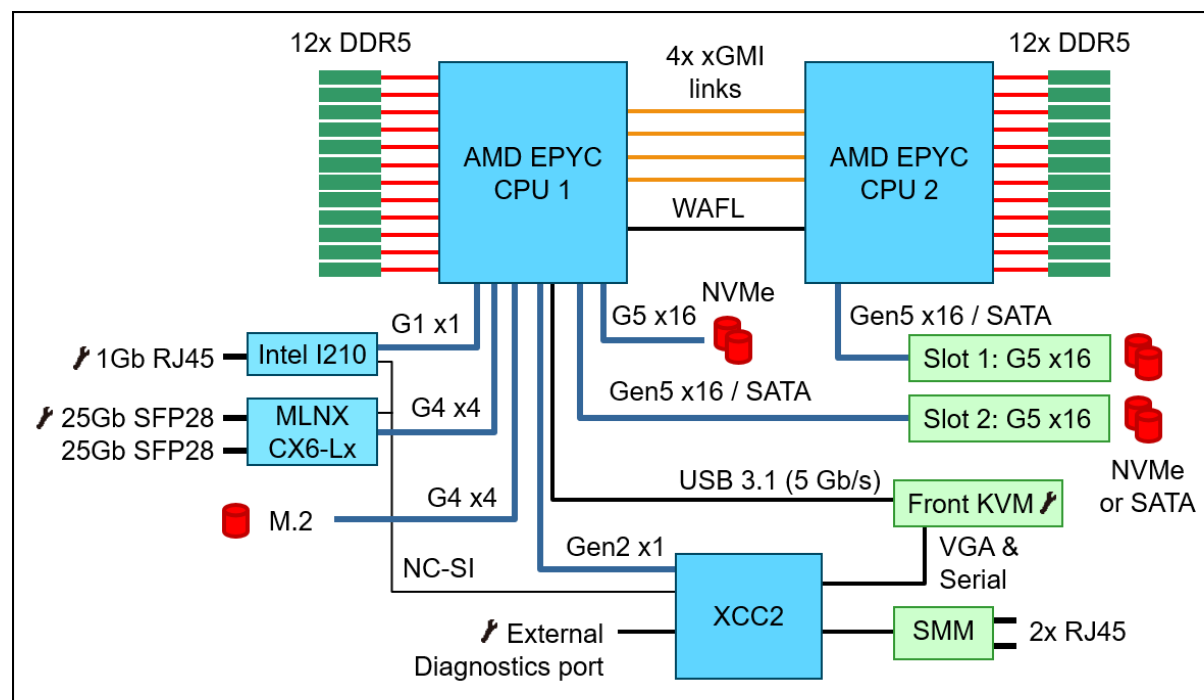 12x DDR5
4x xGMI
links
12x DDR5
AMD EPYC
CPU 1
AMD EPYC
CPU 2
WAFL
G1 x1
G5 x16
NVMe
Gen5 x16 / SATA
1Gb RJ45
Intel I210
Slot 1: G5 x16
Gen5 x16 / SATA
25Gb SFP28
25Gb SFP28
MLNX
CX6-Lx
G4 x4
Slot 2: G5 x16
NVMe
or SATA
USB 3.1 (5 Gb/s)
Front KVM
M.2
G4 x4
Gen2 x1
VGA &
Serial
NC-SI
XCC2
External
Diagnostics port
SMM
2x RJ45